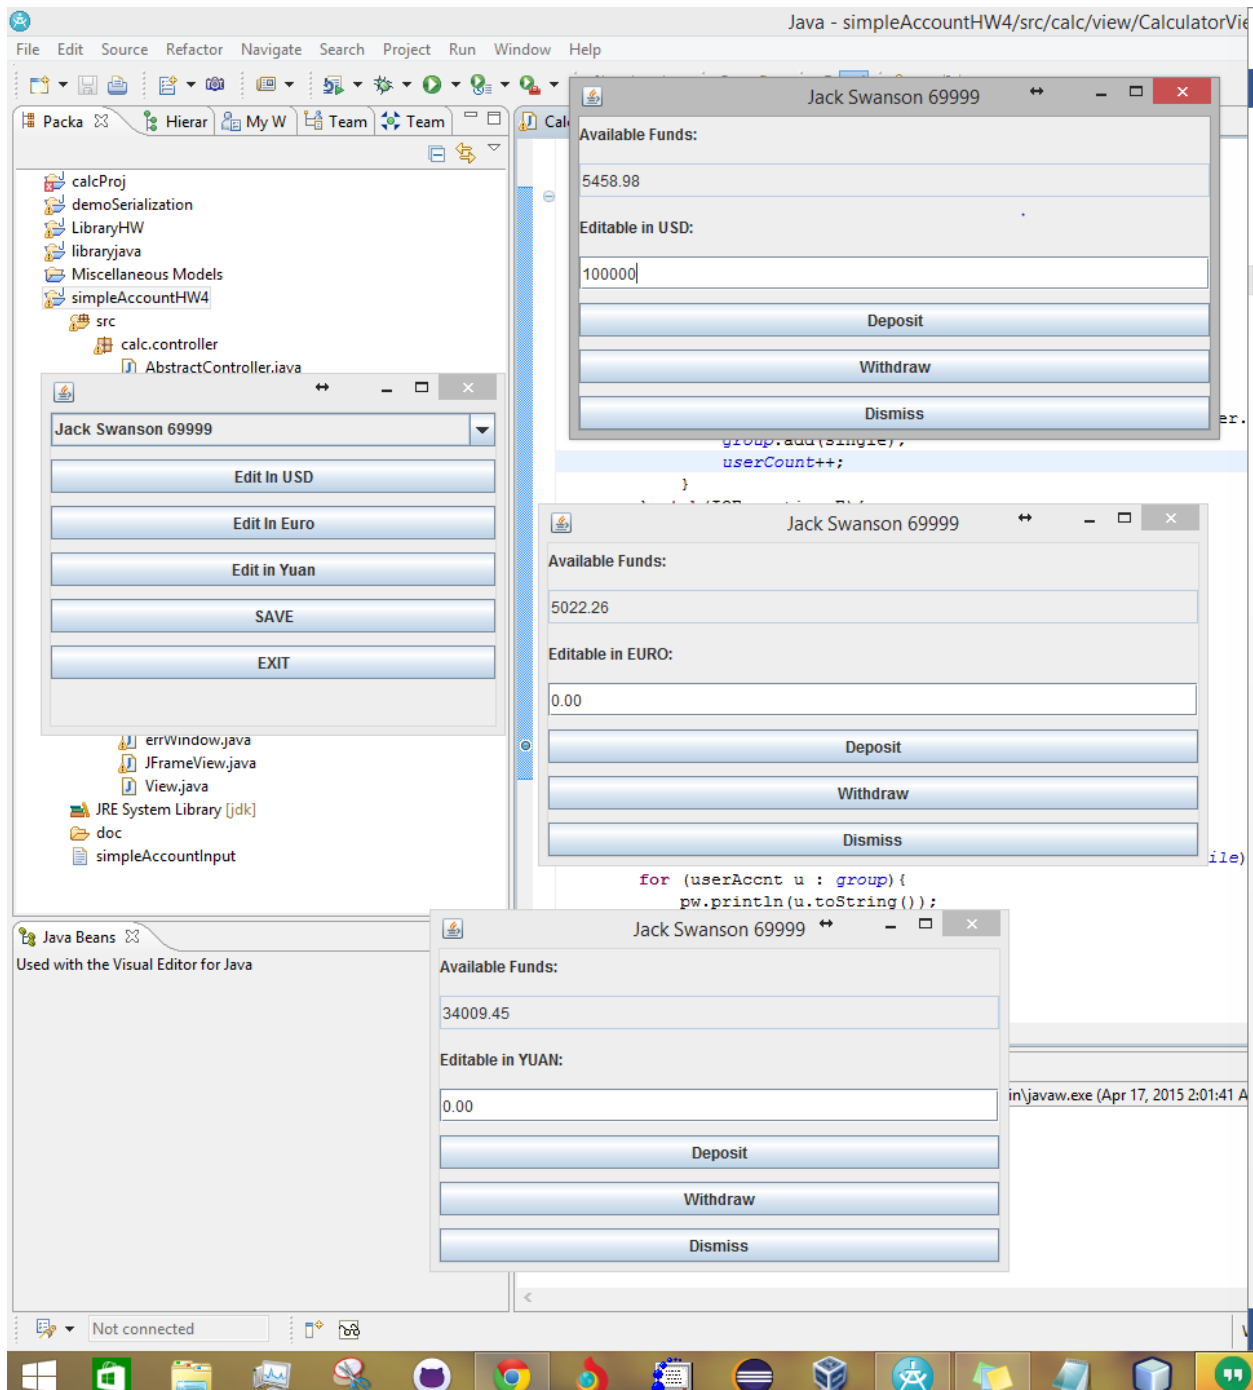 Java - simpleAccountHW4/src/calc/view/CalculatorVie
File Edit Source Refactor Navigate Search Project Run Window Help
Packa Hierar My W Team Team
calcProj
demoSerialization
LibraryHW
libraryjava
Miscellaneous Models
simpleAccountHW4
src
calc.controller
AbstractController.java
Jack Swanson 69999
Edit In USD
Edit In Euro
Edit in Yuan
SAVE
EXIT
errWindow.java
JFrameView.java
View.java
JRE System Library [jdk]
doc
simpleAccountInput
Java Beans
Used with the Visual Editor for Java
Cal
Jack Swanson 69999
Available Funds:
5458.98
Editable in USD:
100000
Deposit
Withdraw
Dismiss
er.
group.add(single);
userCount++;
}
Jack Swanson 69999
Available Funds:
5022.26
Editable in EURO:
0.00
Deposit
Withdraw
Dismiss
ile)
for (userAccnt u : group){
pw.println(u.toString());
Jack Swanson 69999
Available Funds:
34009.45
Editable in YUAN:
0.00
Deposit
Withdraw
Dismiss
in\javaw.exe (Apr 17, 2015 2:01:41 A
Not connected